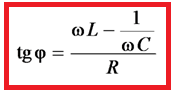 tg φ = (ωL − 1/(ωC)) / R